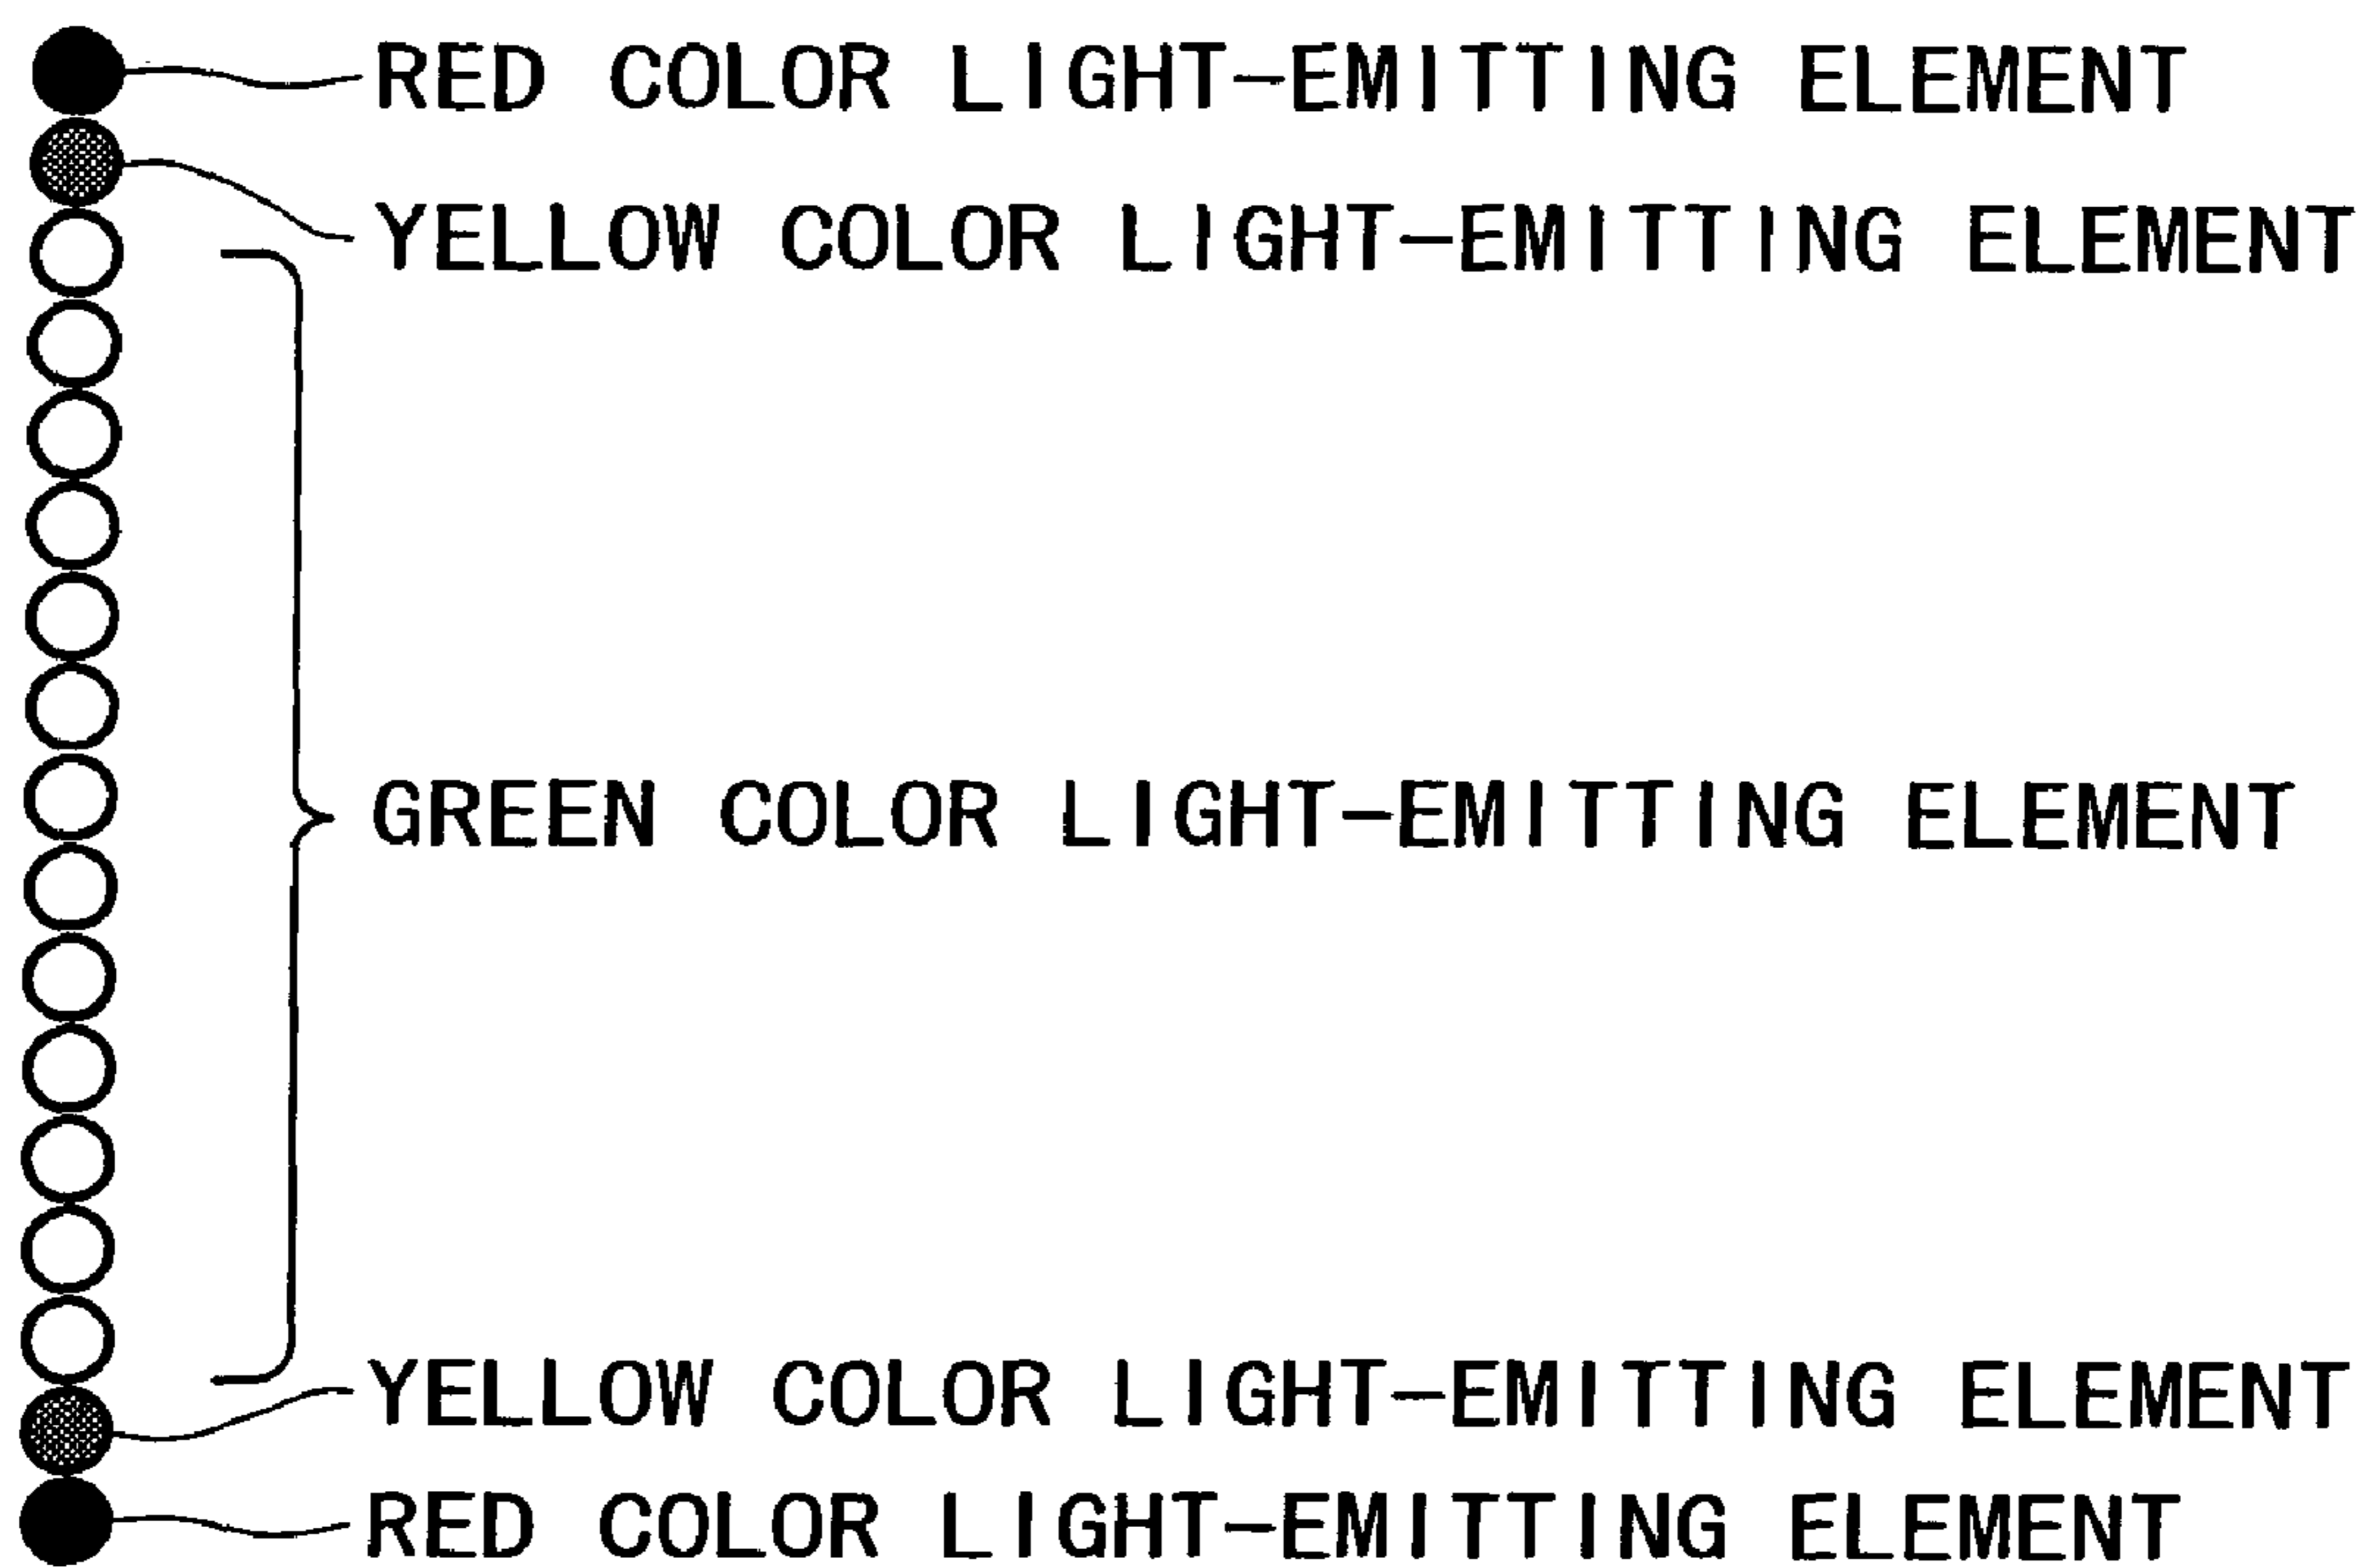 RED COLOR LIGHT-EMITTING ELEMENT
YELLOW COLOR LIGHT-EMITTING ELEMENT
GREEN COLOR LIGHT-EMITTING ELEMENT
YELLOW COLOR LIGHT-EMITTING ELEMENT
RED COLOR LIGHT-EMITTING ELEMENT